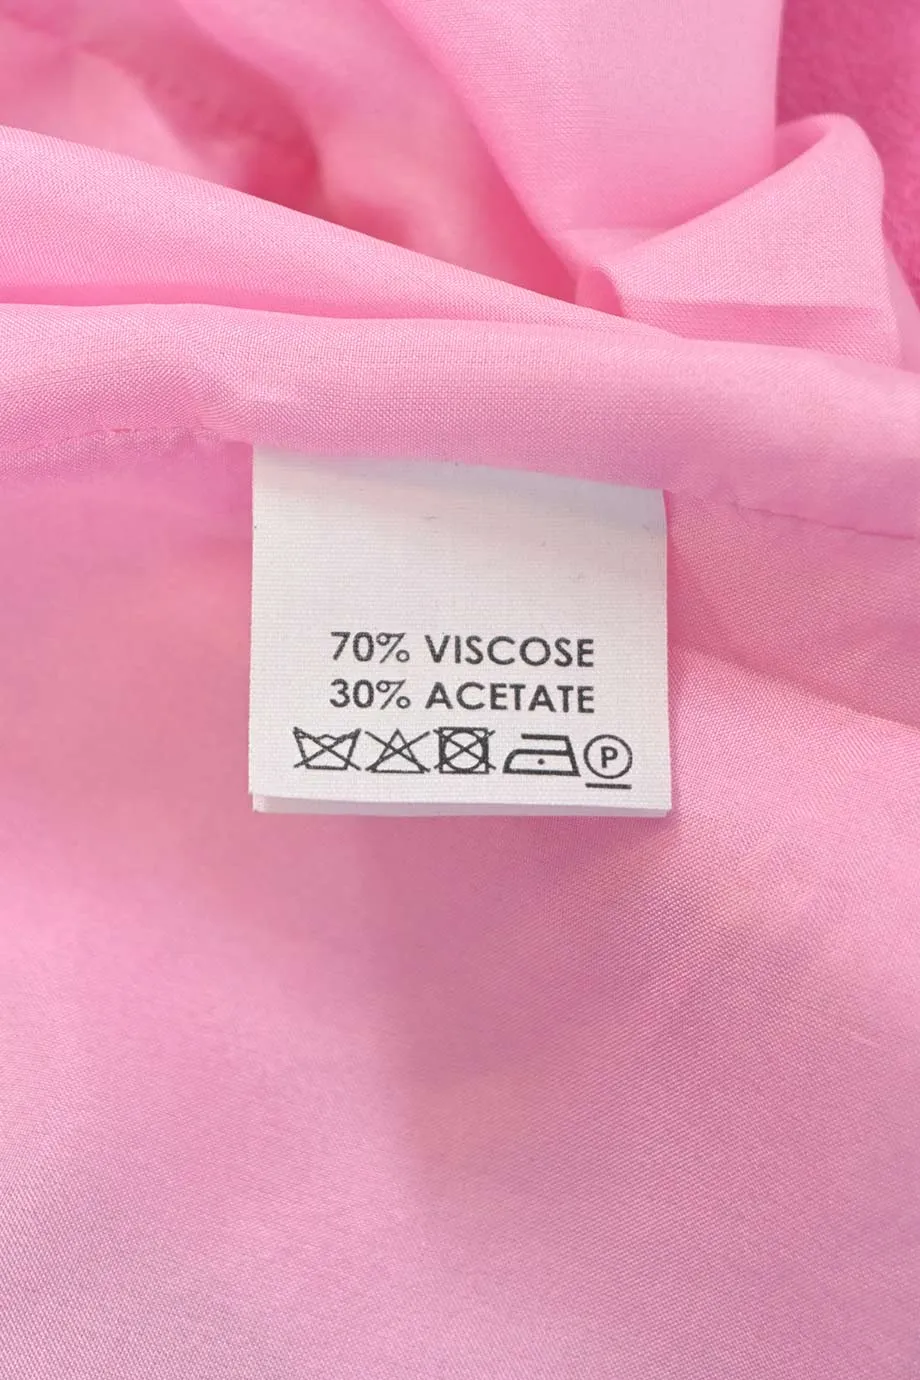 70% VISCOSE
30% ACETATE
P